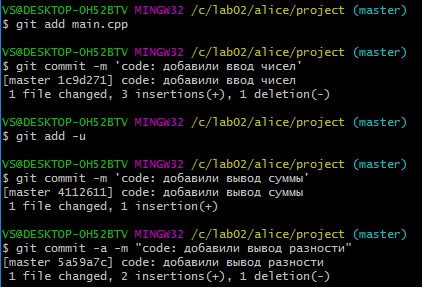 VS@DESKTOP-OH52BTV MINGW32 /c/lab02/alice/project (master)
$ git add main.cpp
VS@DESKTOP-OH52BTV MINGW32 /c/lab02/alice/project (master)
$ git commit -m 'code: добавили ввод чисел'
[master 1c9d271] code: добавили ввод чисел
1 file changed, 3 insertions(+), 1 deletion(-)
VS@DESKTOP-OH52BTV MINGW32 /c/lab02/alice/project (master)
$ git add -u
VS@DESKTOP-OH52BTV MINGW32 /c/lab02/alice/project (master)
$ git commit -m 'code: добавили вывод суммы'
[master 4112611] code: добавили вывод суммы
1 file changed, 1 insertion(+)
VS@DESKTOP-OH52BTV MINGW32 /c/lab02/alice/project (master)
$ git commit -a -m "code: добавили вывод разности"
[master 5a59a7c] code: добавили вывод разности
1 file changed, 2 insertions(+), 1 deletion(-)